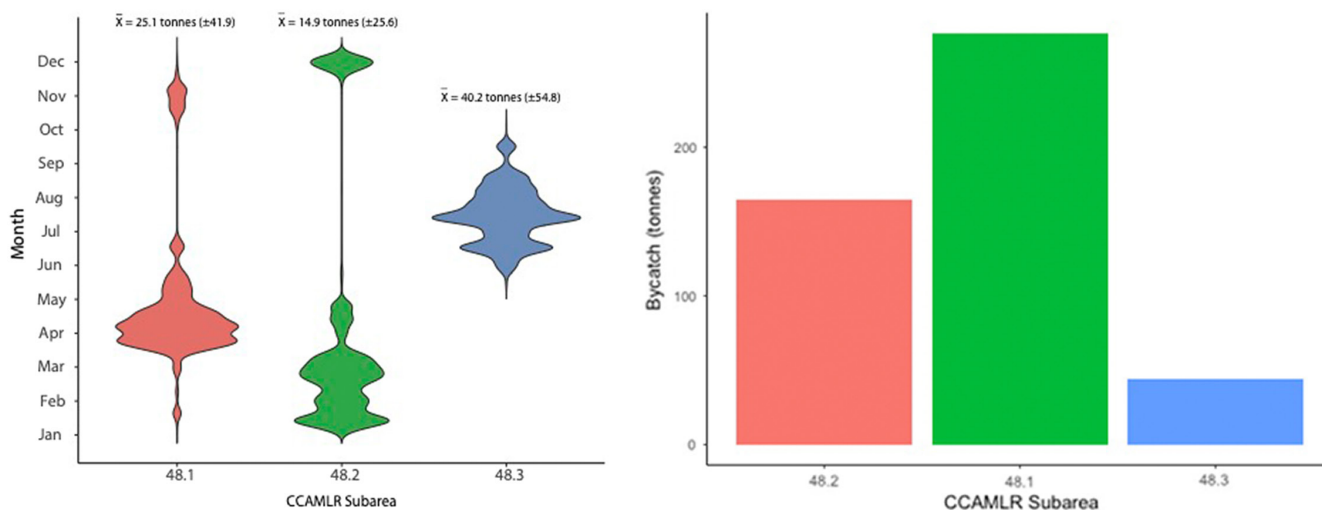 X̄ = 25.1 tonnes (±41.9)
X̄ = 14.9 tonnes (±25.6)
X̄ = 40.2 tonnes (±54.8)
Month
Dec
Nov
Oct
Sep
Aug
Jul
Jun
May
Apr
Mar
Feb
Jan
48.1
48.2
48.3
CCAMLR Subarea
Bycatch (tonnes)
200
100
0
48.2
48.1
48.3
CCAMLR Subarea